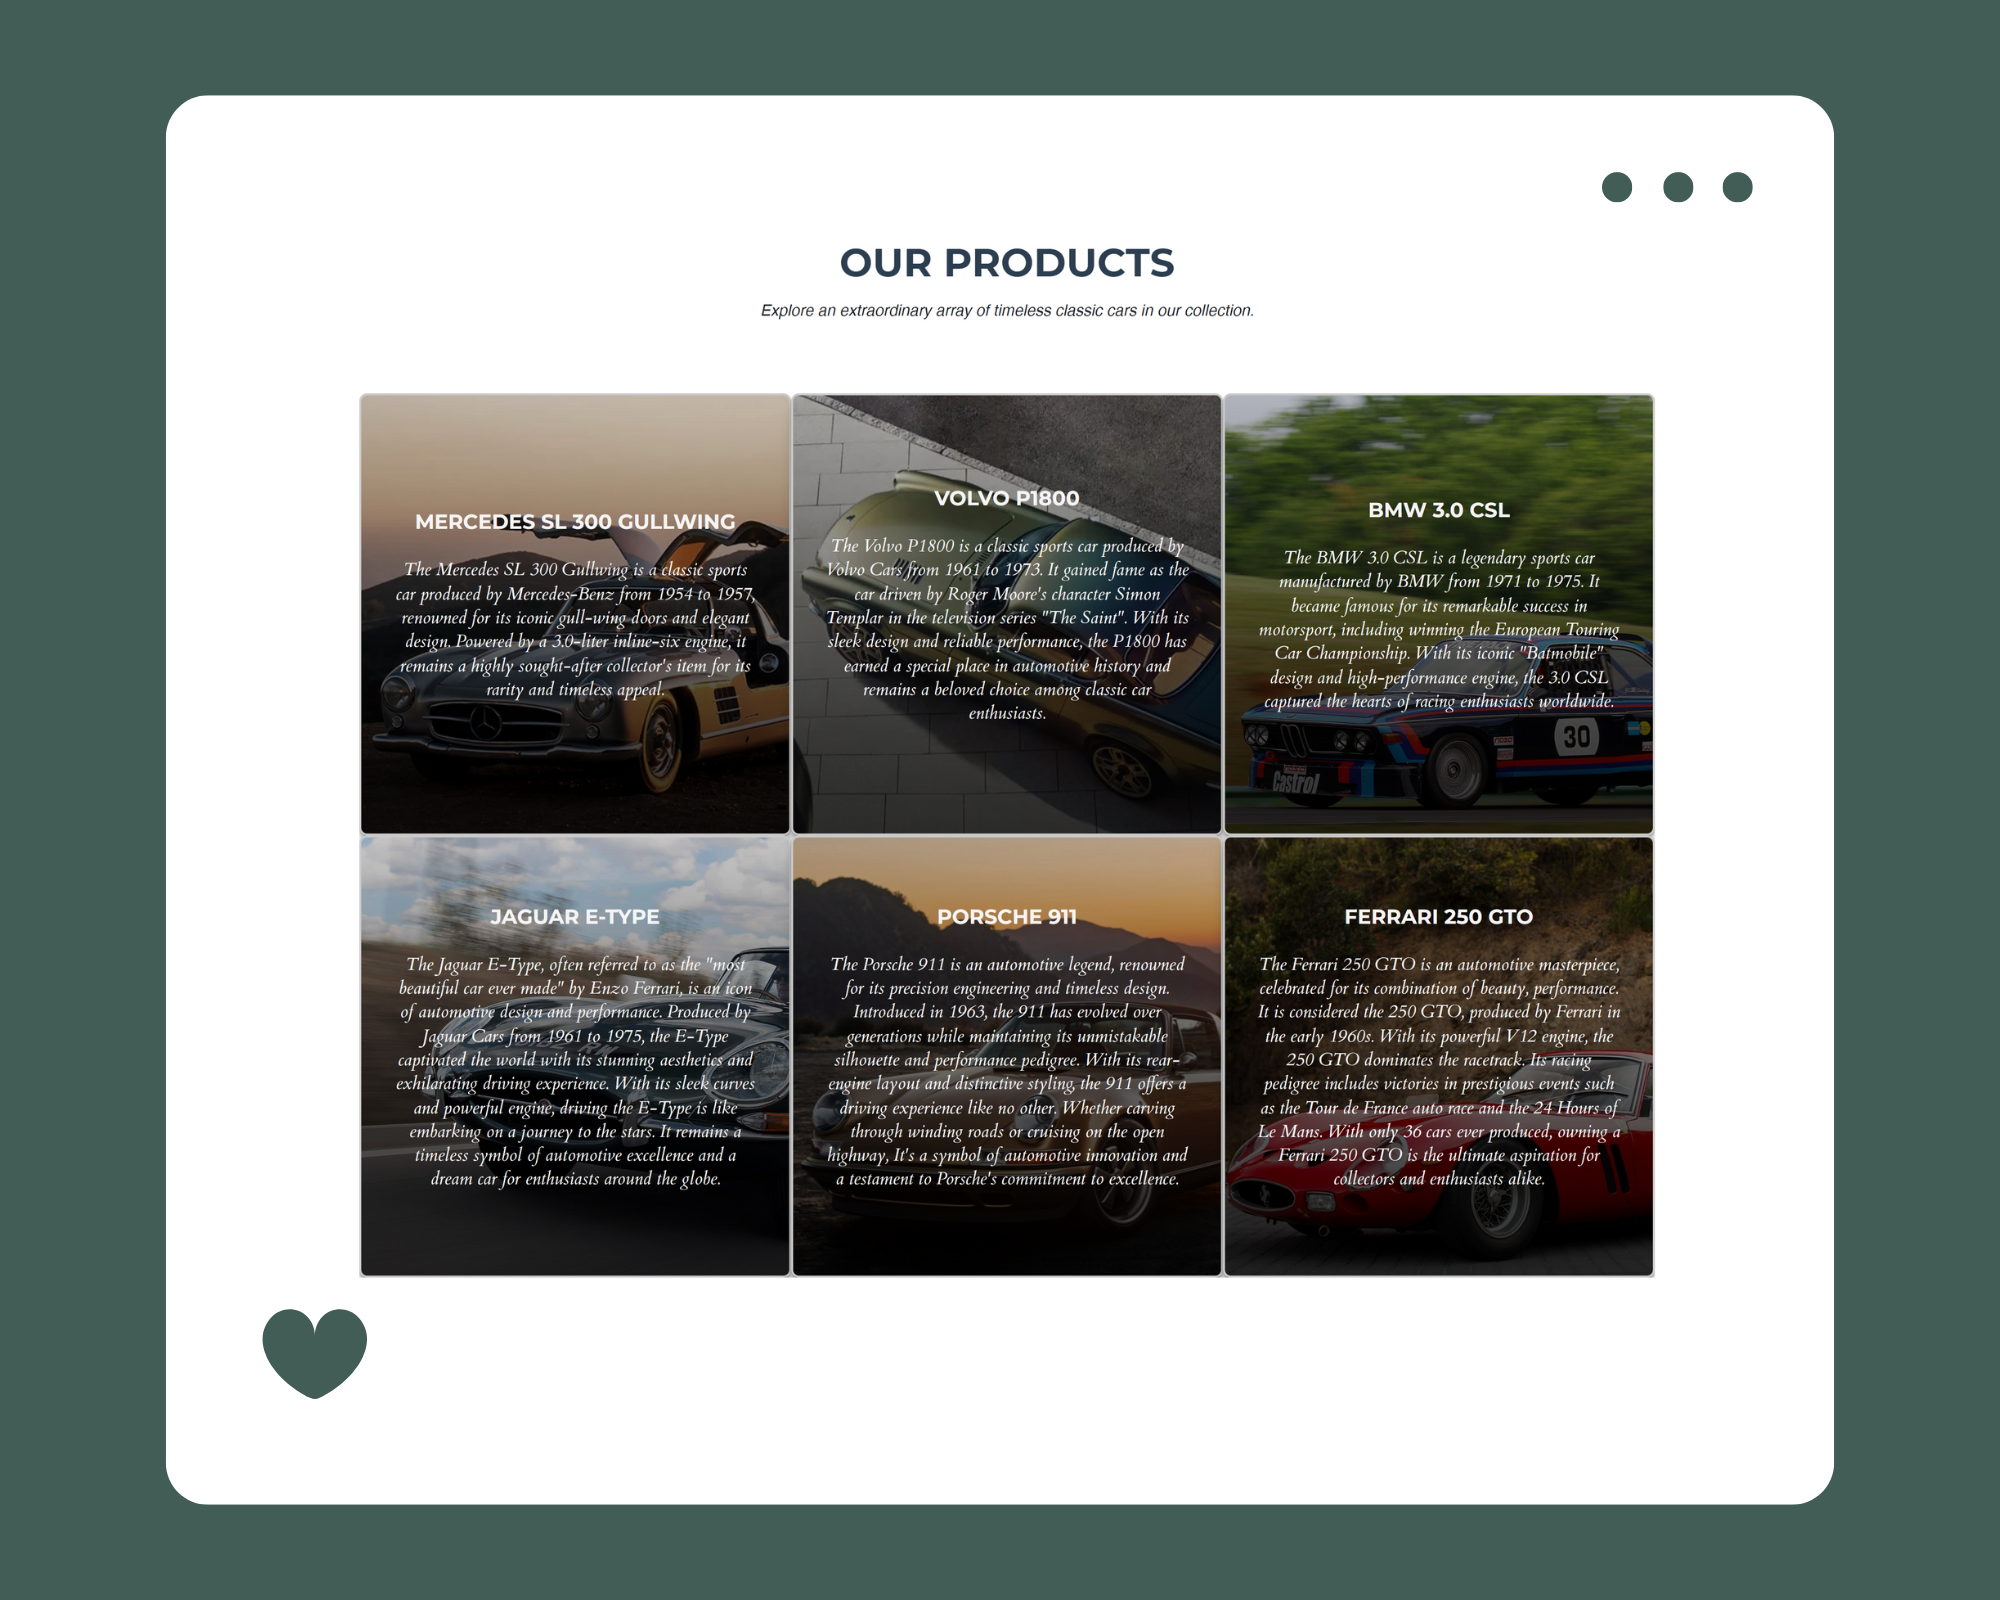 OUR PRODUCTS
Explore an extraordinary array of timeless classic cars in our collection.
MERCEDES SL 300 GULLWING
The Mercedes SL 300 Gullwing is a classic sports
car produced by Mercedes-Benz from 1954 to 1957,
renowned for its iconic gull-wing doors and elegant
design. Powered by a 3.0-liter inline-six engine, it
remains a highly sought-after collector's item for its
rarity and timeless appeal.
VOLVO P1800
The Volvo P1800 is a classic sports car produced by
Volvo Cars from 1961 to 1973. It gained fame as the
car driven by Roger Moore's character Simon
Templar in the television series "The Saint". With its
sleek design and reliable performance, the P1800 has
earned a special place in automotive history and
remains a beloved choice among classic car
enthusiasts.
BMW 3.0 CSL
The BMW 3.0 CSL is a legendary sports car
manufactured by BMW from 1971 to 1975. It
became famous for its remarkable success in
motorsport, including winning the European Touring
Car Championship. With its iconic "Batmobile"
design and high-performance engine, the 3.0 CSL
captured the hearts of racing enthusiasts worldwide.
30
Castrol
JAGUAR E-TYPE
The Jaguar E-Type, often referred to as the "most
beautiful car ever made" by Enzo Ferrari, is an icon
of automotive design and performance. Produced by
Jaguar Cars from 1961 to 1975, the E-Type
captivated the world with its stunning aesthetics and
exhilarating driving experience. With its sleek curves
and powerful engine, driving the E-Type is like
embarking on a journey to the stars. It remains a
timeless symbol of automotive excellence and a
dream car for enthusiasts around the globe.
PORSCHE 911
The Porsche 911 is an automotive legend, renowned
for its precision engineering and timeless design.
Introduced in 1963, the 911 has evolved over
generations while maintaining its unmistakable
silhouette and performance pedigree. With its rear-
engine layout and distinctive styling, the 911 offers a
driving experience like no other. Whether carving
through winding roads or cruising on the open
highway, It's a symbol of automotive innovation and
a testament to Porsche's commitment to excellence.
FERRARI 250 GTO
The Ferrari 250 GTO is an automotive masterpiece,
celebrated for its combination of beauty, performance.
It is considered the 250 GTO, produced by Ferrari in
the early 1960s. With its powerful V12 engine, the
250 GTO dominates the racetrack. Its racing
pedigree includes victories in prestigious events such
as the Tour de France auto race and the 24 Hours of
Le Mans. With only 36 cars ever produced, owning a
Ferrari 250 GTO is the ultimate aspiration for
collectors and enthusiasts alike.